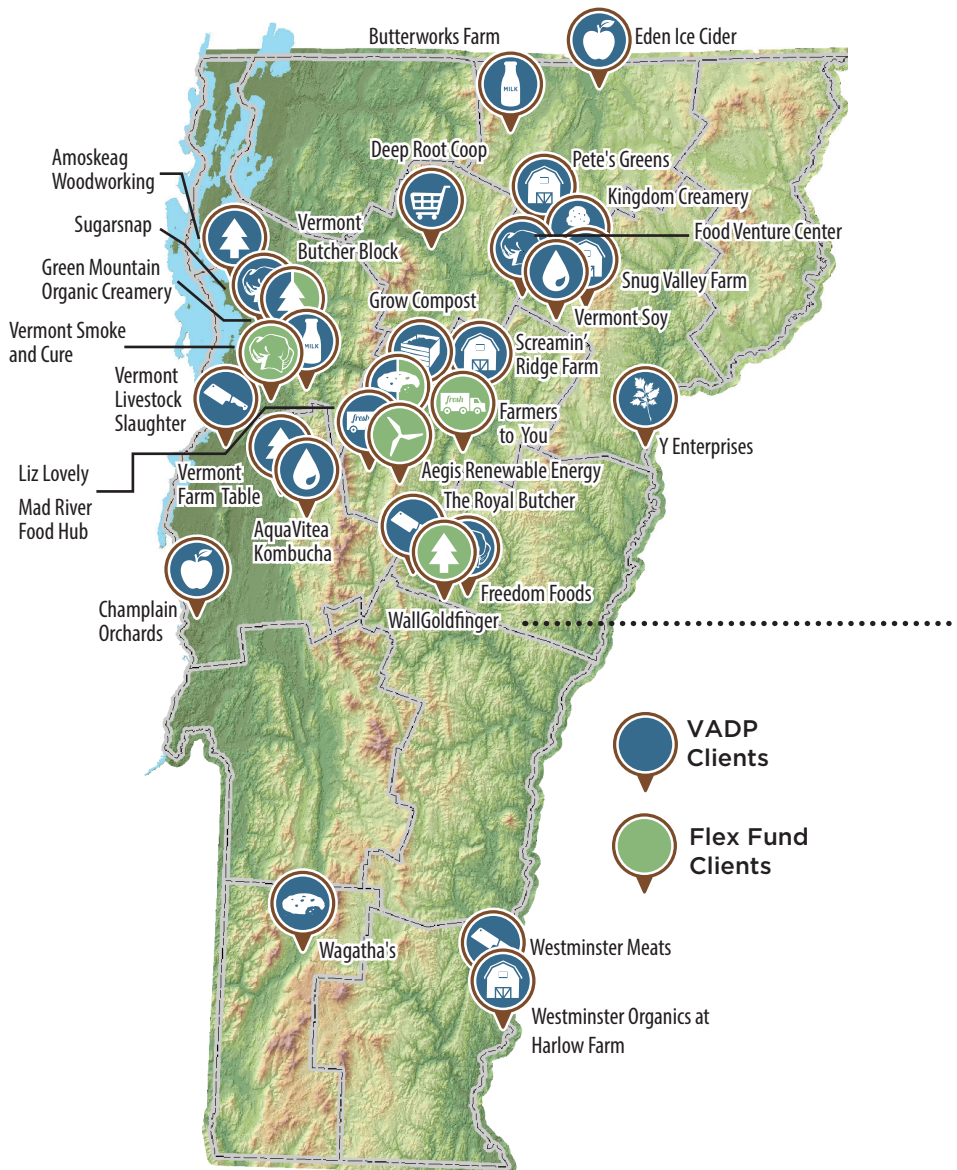 Butterworks Farm
Eden Ice Cider
Amoskeag
Woodworking
Deep Root Coop
Pete's Greens
Kingdom Creamery
Sugarsnap
Vermont
Butcher Block
Food Venture Center
Green Mountain
Organic Creamery
Snug Valley Farm
Grow Compost
Vermont Soy
Vermont Smoke
and Cure
Screamin'
Ridge Farm
Vermont
Livestock
Slaughter
Farmers
to You
Y Enterprises
Liz Lovely
Mad River
Food Hub
Vermont
Farm Table
Aegis Renewable Energy
The Royal Butcher
AquaVitea
Kombucha
Champlain
Orchards
Freedom Foods
WallGoldfinger
MILK
MILK
fresh
fresh
VADP
Clients
Flex Fund
Clients
Wagatha's
Westminster Meats
Westminster Organics at
Harlow Farm